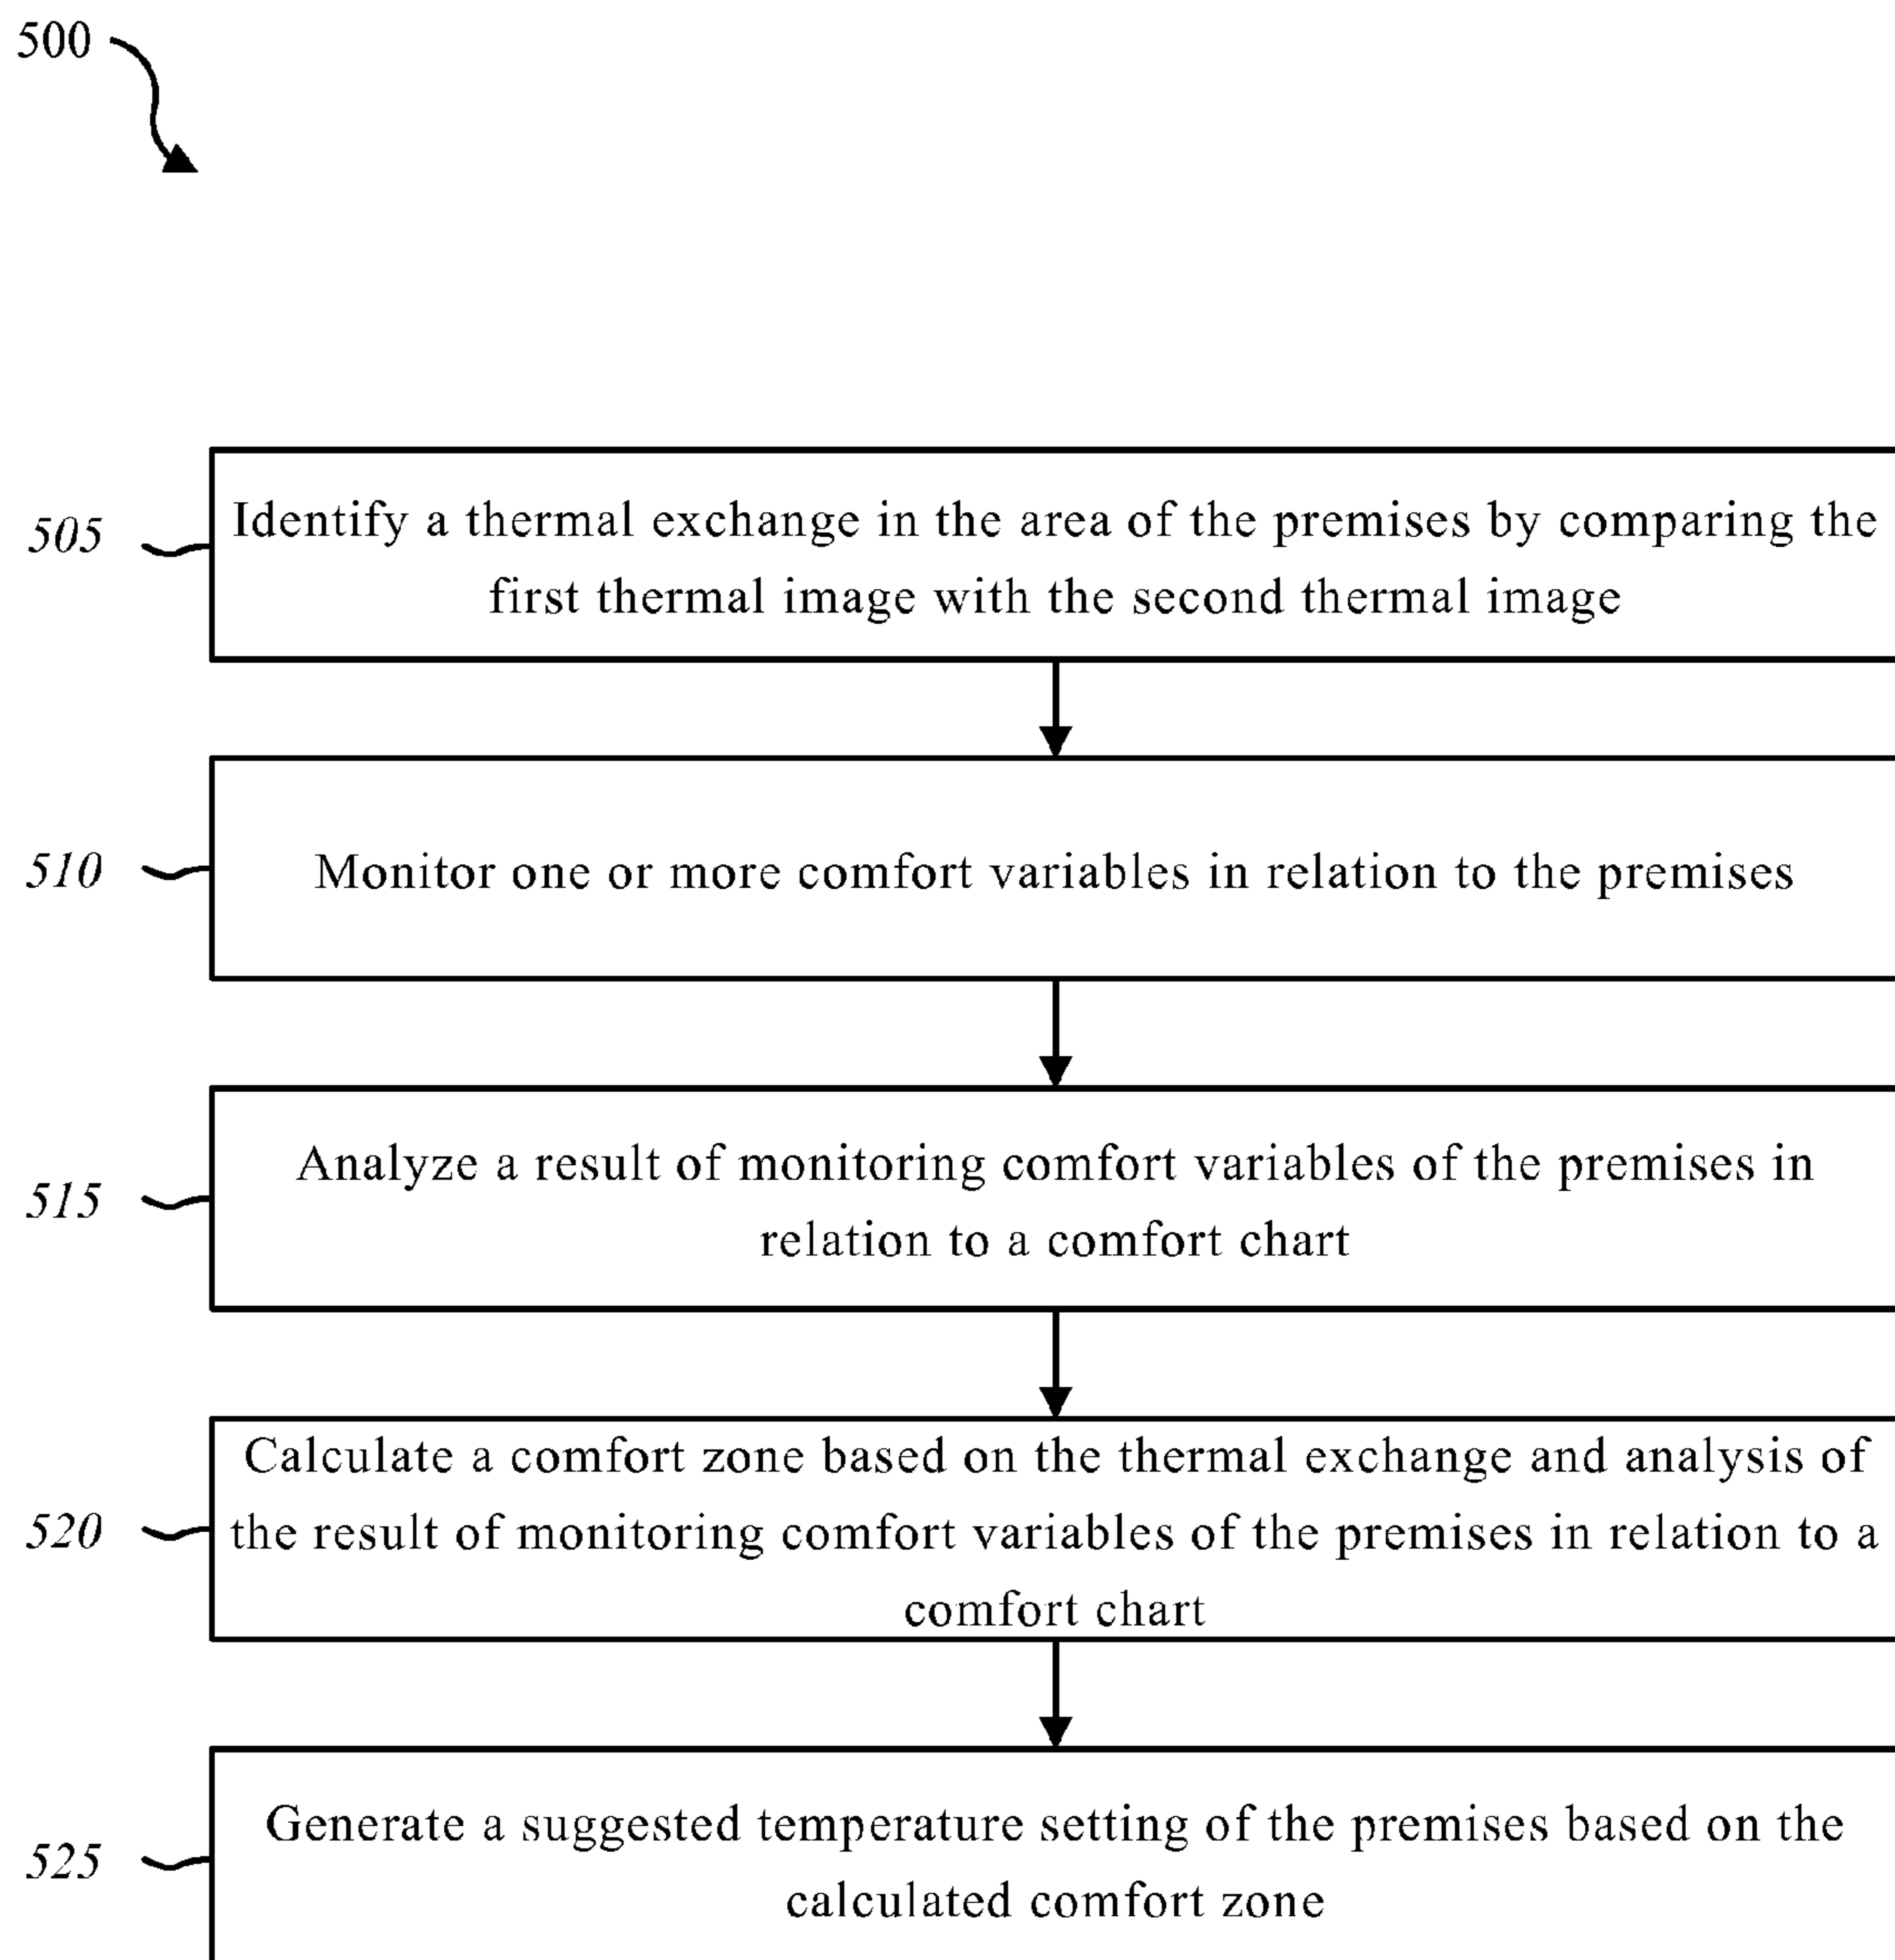 500
505
Identify a thermal exchange in the area of the premises by comparing the
first thermal image with the second thermal image
510
Monitor one or more comfort variables in relation to the premises
515
Analyze a result of monitoring comfort variables of the premises in
relation to a comfort chart
520
Calculate a comfort zone based on the thermal exchange and analysis of
the result of monitoring comfort variables of the premises in relation to a
comfort chart
525
Generate a suggested temperature setting of the premises based on the
calculated comfort zone